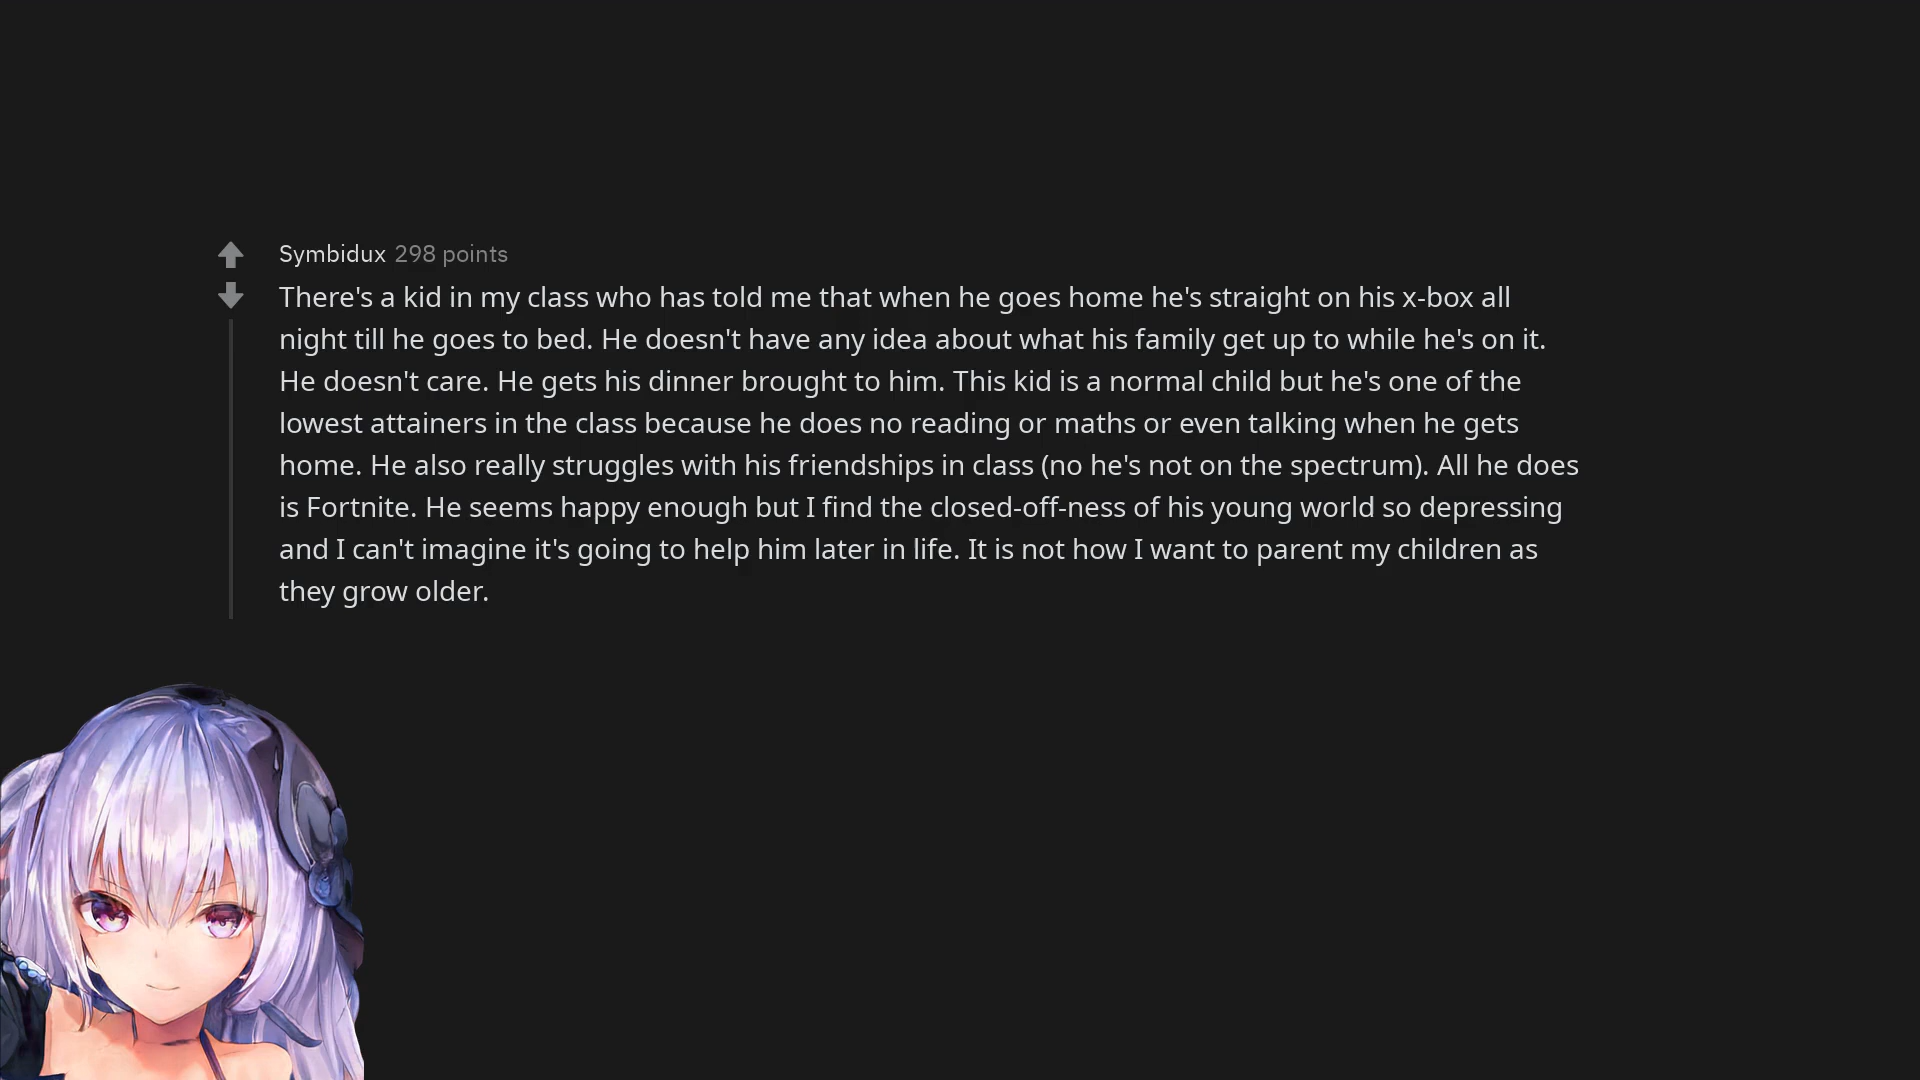 Symbidux 298 points
There's a kid in my class who has told me that when he goes home he's straight on his x-box all
night till he goes to bed. He doesn't have any idea about what his family get up to while he's on it.
He doesn't care. He gets his dinner brought to him. This kid is a normal child but he's one of the
lowest attainers in the class because he does no reading or maths or even talking when he gets
home. He also really struggles with his friendships in class (no he's not on the spectrum). All he does
is Fortnite. He seems happy enough but I find the closed-off-ness of his young world so depressing
and I can't imagine it's going to help him later in life. It is not how I want to parent my children as
they grow older.